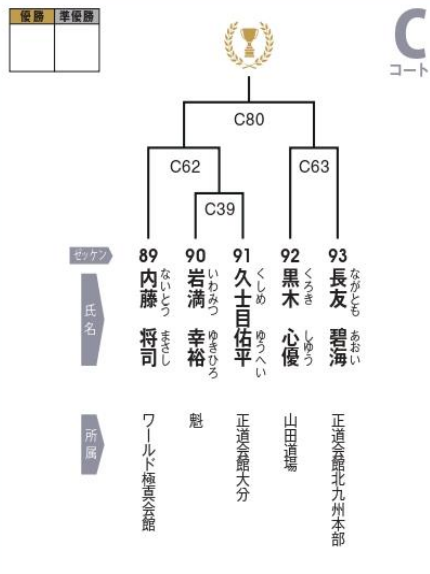 優勝 準優勝
C
コート
C80
C62
C63
C39
ゼッケン
89
90
91
92
93
氏名
内藤 将司
ないとう まさし
岩満 幸裕
いわみつ ゆきひろ
久士目佑平
くしめ ゆうへい
黒木 心優
くろき しゆう
長友 碧海
ながとも あおい
所属
ワールド極真会館
魁
正道会館大分
山田道場
正道会館北九州本部